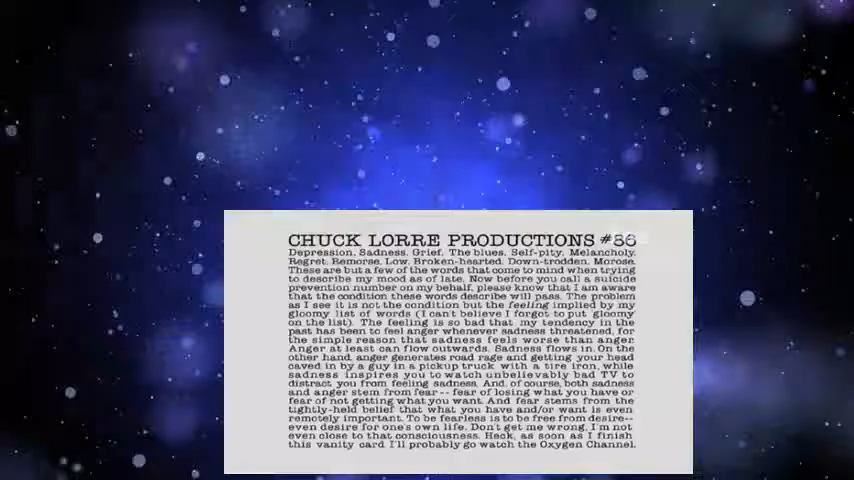 CHUCK LORRE PRODUCTIONS #56
Depression. Sadness. Grief. The blues. Self-pity. Melancholy.
Regret. Remorse. Low. Broken-hearted. Down-trodden. Morose.
These are but a few of the words that come to mind when trying
to describe my mood as of late. Now before you call a suicide
prevention number on my behalf, please know that I am aware
that the condition these words describe will pass. The problem
as I see it is not the condition but the feeling implied by my
gloomy list of words (I can't believe I forgot to put 'gloomy'
on the list). The feeling is so bad that my tendency in the
past has been to feel anger whenever sadness threatened, for
the simple reason that sadness feels worse than anger.
Anger at least can flow outwards. Sadness flows in. On the
other hand, anger generates road rage and getting your head
caved in by a guy in a pickup truck with a tire iron, while
sadness inspires you to watch unbelievably bad TV to
distract you from feeling sadness. And, of course, both sadness
and anger stem from fear -- fear of losing what you have or
fear of not getting what you want. And fear stems from the
tightly-held belief that what you have and/or want is even
remotely important. To be fearless is to be free from desire--
even desire for one's own life. Don't get me wrong, I'm not
even close to that consciousness. Heck, as soon as I finish
this vanity card I'll probably go watch the Oxygen Channel.